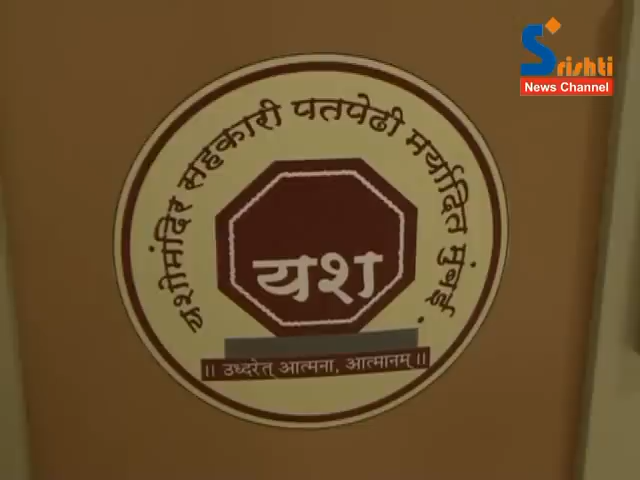 Srishti
News Channel
यशोमंदिर सहकारी पतपेढी मर्यादित मुंबई.
यश
॥ उध्दरेत् आत्मना, आत्मानम् ॥